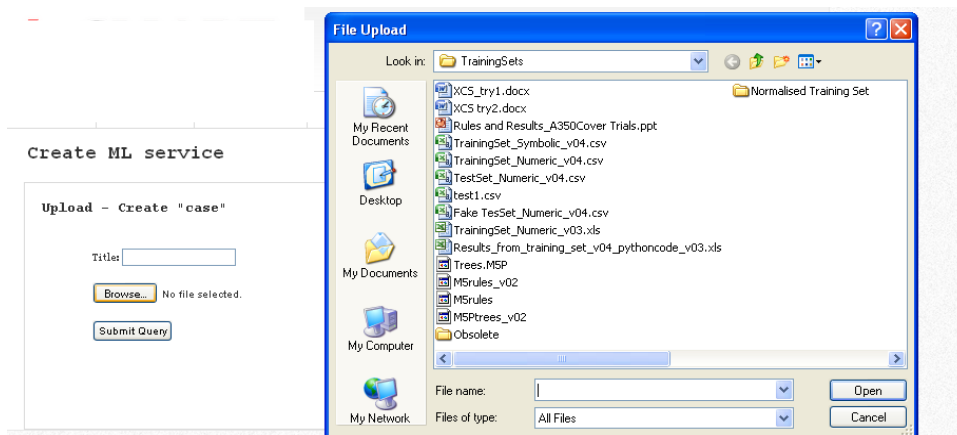 File Upload
Look in: TrainingSets
My Recent Documents
Desktop
My Documents
My Computer
My Network
XCS_try1.docx
XCS try2.docx
Rules and Results_A350Cover Trials.ppt
TrainingSet_Symbolic_v04.csv
TrainingSet_Numeric_v04.csv
TestSet_Numeric_v04.csv
test1.csv
Fake TesSet_Numeric_v04.csv
TrainingSet_Numeric_v03.xls
Results_from_training_set_v04_pythoncode_v03.xls
Trees.M5P
M5rules_v02
M5rules
M5Ptrees_v02
Obsolete
Normalised Training Set
File name:
Open
Files of type: All Files
Cancel
Create ML service
Upload - Create "case"
Title:
Browse... No file selected.
Submit Query